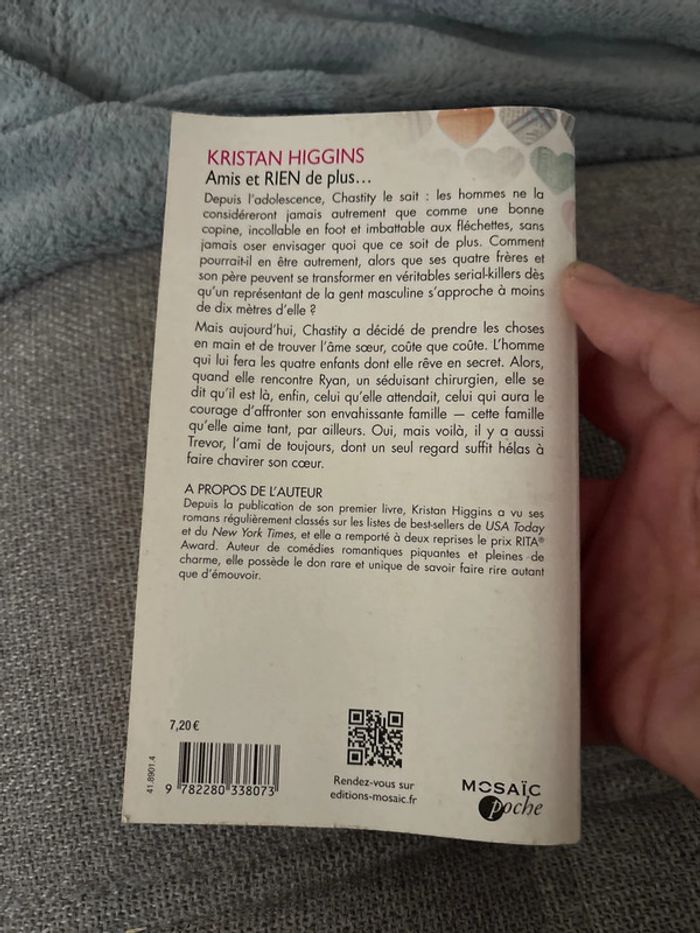 KRISTAN HIGGINS
Amis et RIEN de plus...
Depuis l'adolescence, Chastity le sait : les hommes ne la
considéreront jamais autrement que comme une bonne
copine, incollable en foot et imbattable aux fléchettes, sans
jamais oser envisager quoi que ce soit de plus. Comment
pourrait-il en être autrement, alors que ses quatre frères et
son père peuvent se transformer en véritables serial-killers dès
qu'un représentant de la gent masculine s'approche à moins
de dix mètres d'elle ?
Mais aujourd'hui, Chastity a décidé de prendre les choses
en main et de trouver l'âme sœur, coûte que coûte. L'homme
qui lui fera les quatre enfants dont elle rêve en secret. Alors,
quand elle rencontre Ryan, un séduisant chirurgien, elle se
dit qu'il est là, enfin, celui qu'elle attendait, celui qui aura le
courage d'affronter son envahissante famille — cette famille
qu'elle aime tant, par ailleurs. Oui, mais voilà, il y a aussi
Trevor, l'ami de toujours, dont un seul regard suffit hélas à
faire chavirer son cœur.
A PROPOS DE L'AUTEUR
Depuis la publication de son premier livre, Kristan Higgins a vu ses
romans régulièrement classés sur les listes de best-sellers de USA Today
et du New York Times, et elle a remporté à deux reprises le prix RITA®
Award. Auteur de comédies romantiques piquantes et pleines de
charme, elle possède le don rare et unique de savoir faire rire autant
que d'émouvoir.
7,20 €
41.8901.4
9 782280 338073
Rendez-vous sur
editions-mosaic.fr
MOSAÏC
poche